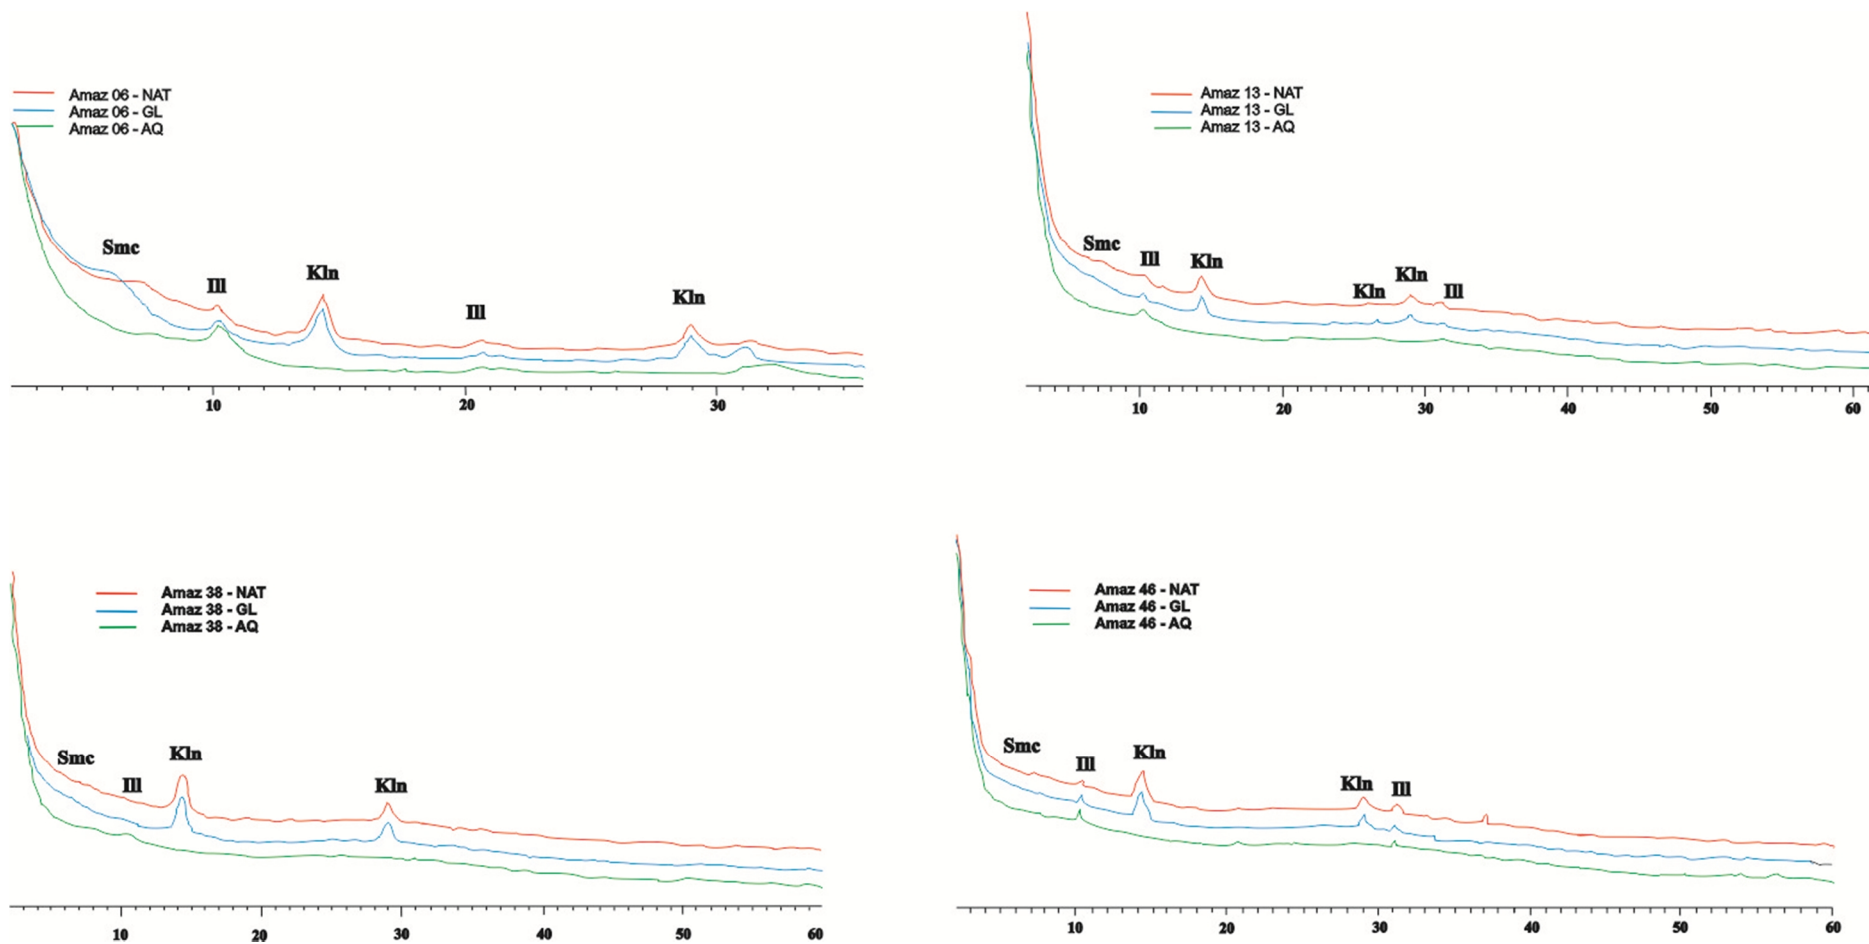 Amaz 06 - NAT
Amaz 06 - GL
Amaz 06 - AQ
Smc
Ill
Kln
Ill
Kln
10
20
30
Amaz 13 - NAT
Amaz 13 - GL
Amaz 13 - AQ
Smc
Ill
Kln
Kln
Kln
Ill
10
20
30
40
50
60
Amaz 38 - NAT
Amaz 38 - GL
Amaz 38 - AQ
Smc
Ill
Kln
Kln
10
20
30
40
50
60
Amaz 46 - NAT
Amaz 46 - GL
Amaz 46 - AQ
Smc
Ill
Kln
Kln
Ill
10
20
30
40
50
60